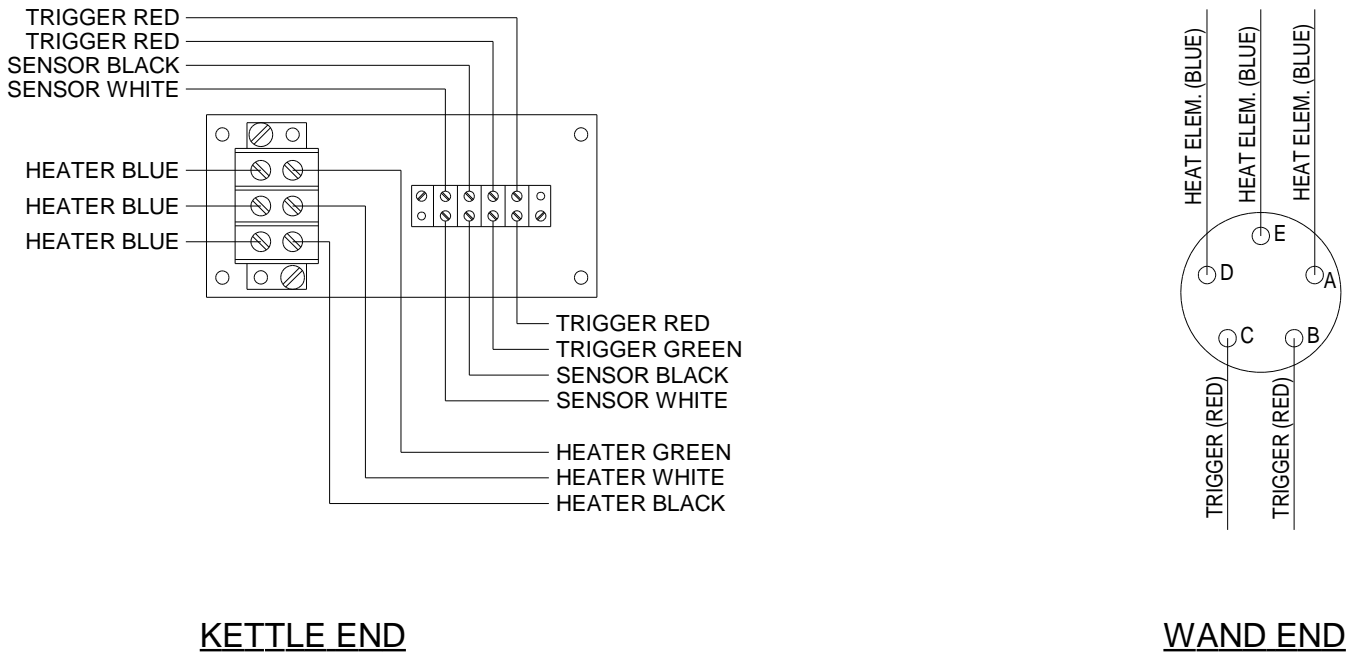 TRIGGER RED
TRIGGER RED
SENSOR BLACK
SENSOR WHITE
HEATER BLUE
HEATER BLUE
HEATER BLUE
TRIGGER RED
TRIGGER GREEN
SENSOR BLACK
SENSOR WHITE
HEATER GREEN
HEATER WHITE
HEATER BLACK
KETTLE END
HEAT ELEM. (BLUE)
HEAT ELEM. (BLUE)
HEAT ELEM. (BLUE)
E
D
A
C
B
TRIGGER (RED)
TRIGGER (RED)
WAND END